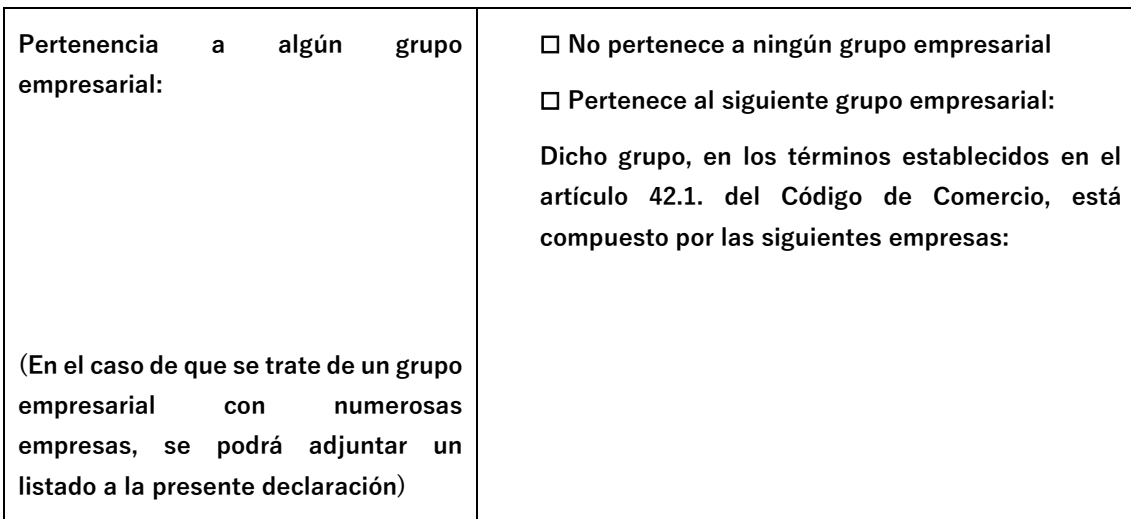 Pertenencia a algún grupo
empresarial:
(En el caso de que se trate de un grupo
empresarial con numerosas
empresas, se podrá adjuntar un
listado a la presente declaración)
☐ No pertenece a ningún grupo empresarial
☐ Pertenece al siguiente grupo empresarial:
Dicho grupo, en los términos establecidos en el
artículo 42.1. del Código de Comercio, está
compuesto por las siguientes empresas: